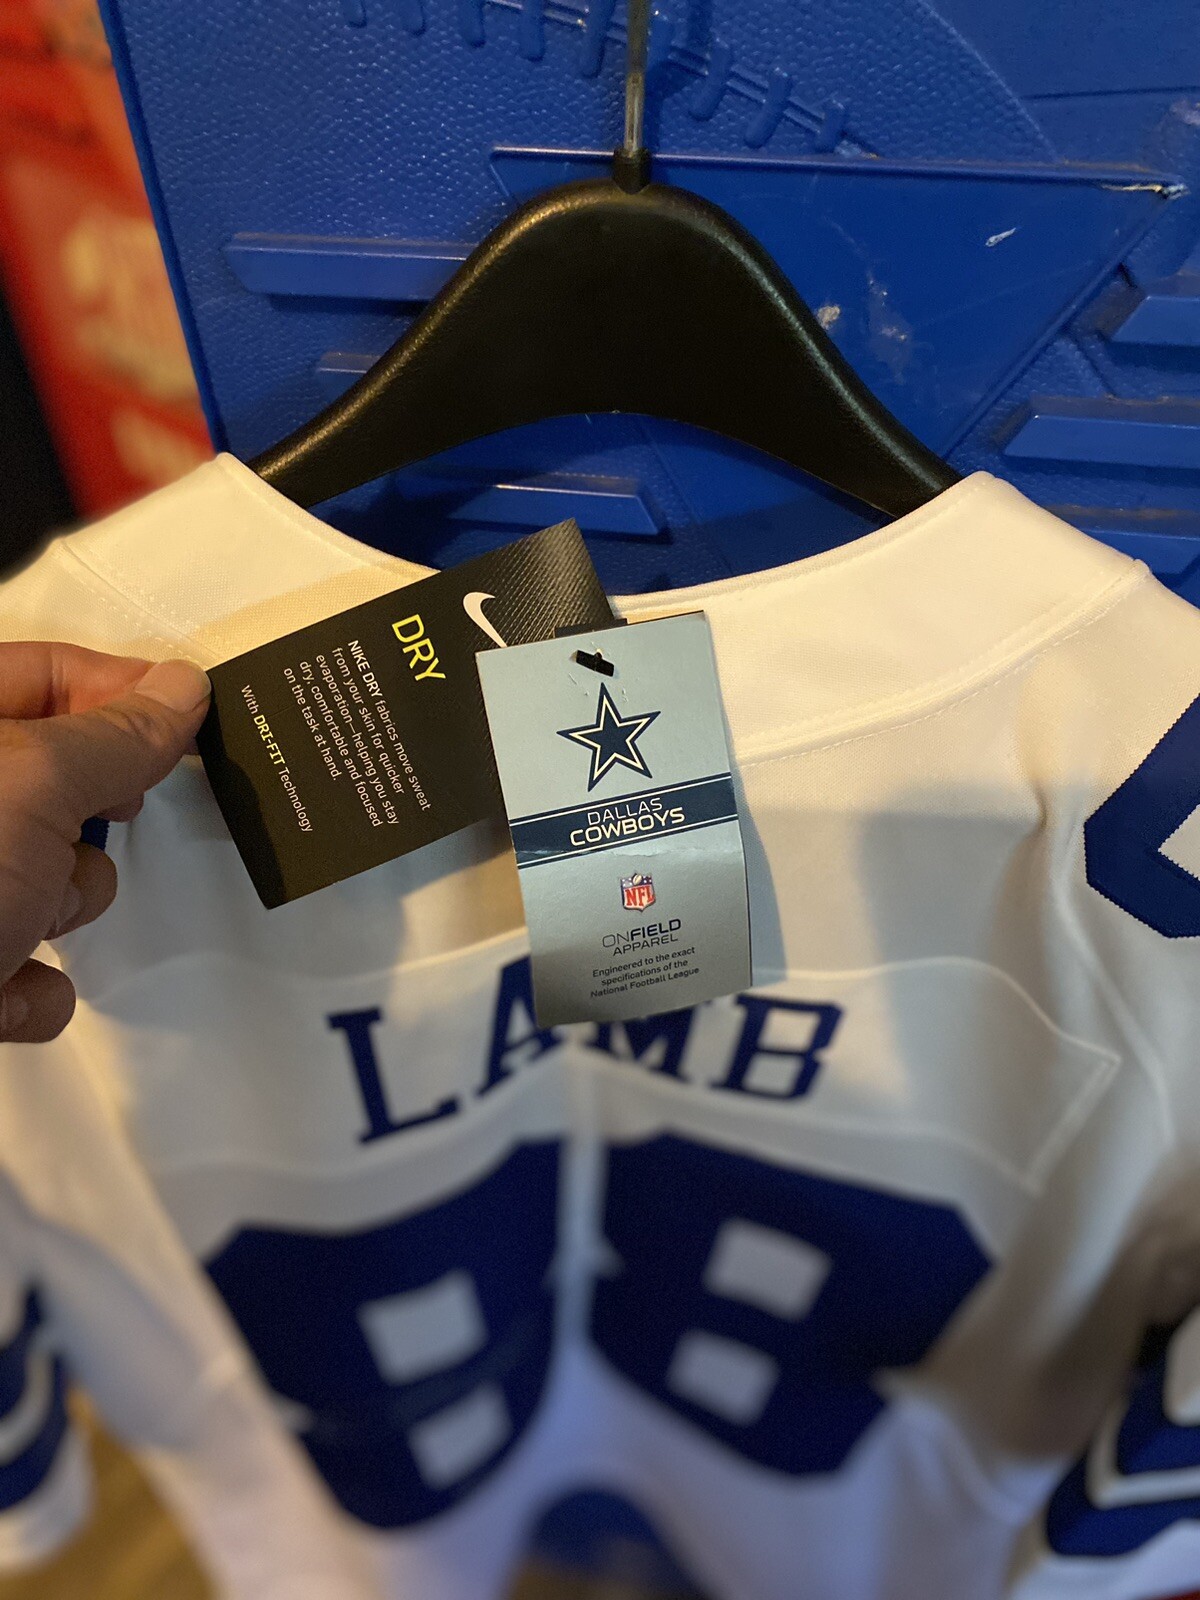 DRY
NIKE DRY fabrics move sweat
from your skin for quicker
evaporation—helping you stay
dry, comfortable and focused
on the task at hand.
With DRI-FIT Technology
DALLAS
COWBOYS
NFL
ONFIELD
APPAREL
Engineered to the exact
specifications of the
National Football League
LAMB
88